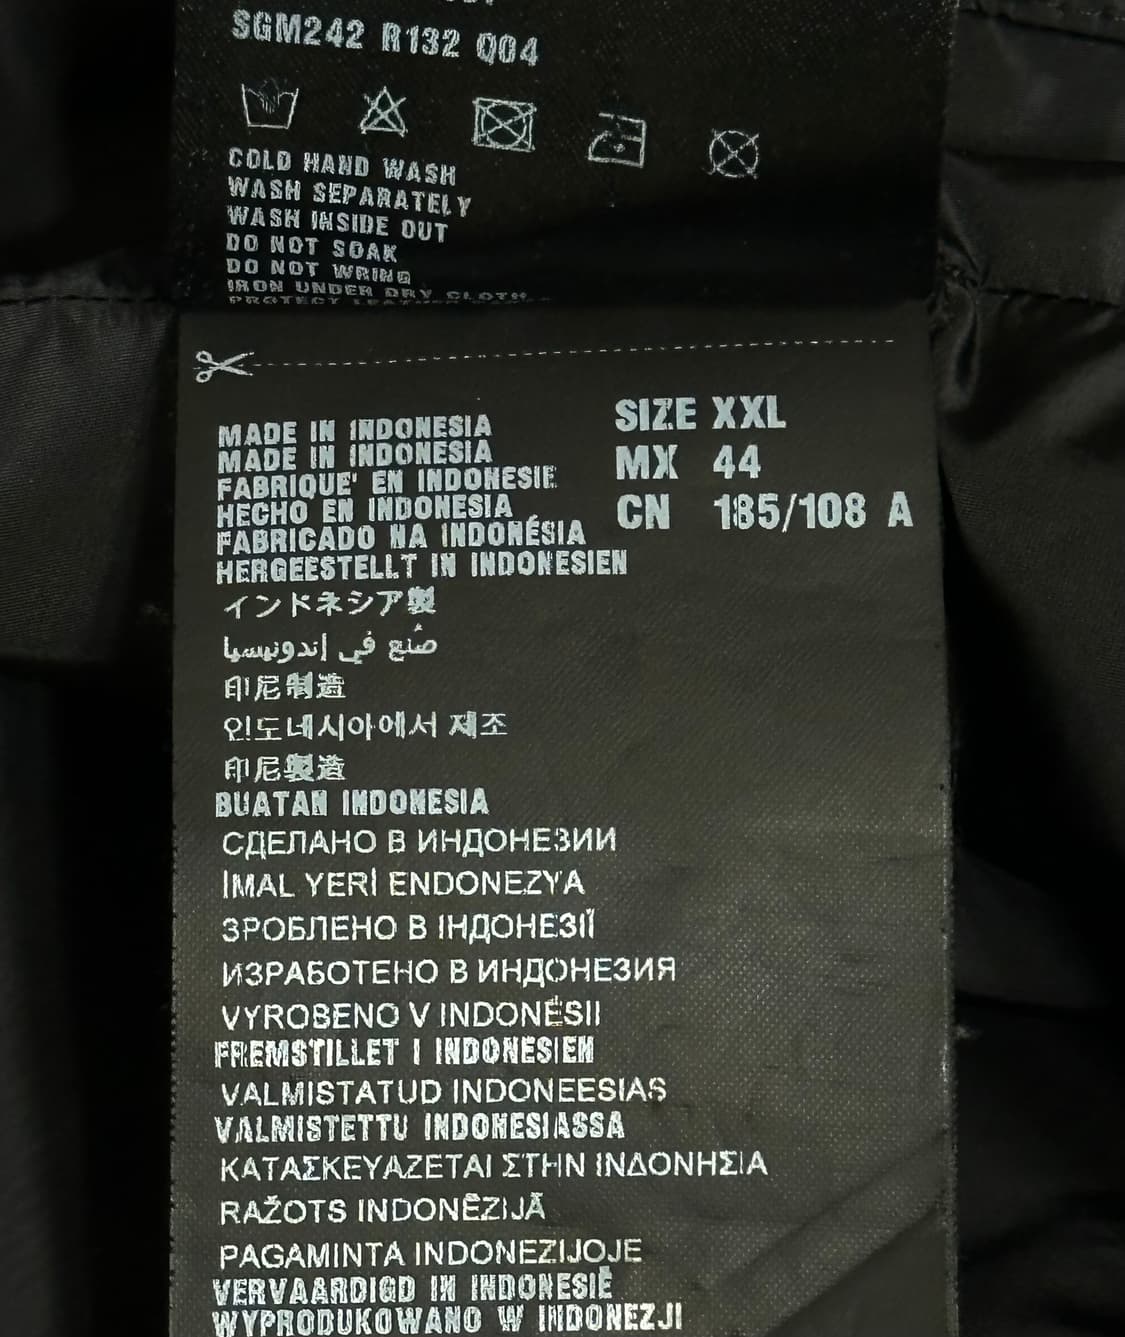 SGM242 R132 Q04
COLD HAND WASH
WASH SEPARATELY
WASH INSIDE OUT
DO NOT SOAK
DO NOT WRING
IRON UNDER DRY CLOTH
PROTECT
MADE IN INDONESIA
MADE IN INDONESIA
FABRIQUE' EN INDONESIE
HECHO EN INDONESIA
FABRICADO NA INDONÉSIA
HERGEESTELLT IN INDONESIEN
SIZE XXL
MX 44
CN 185/108 A
インドネシア製
صُنع في إندونيسيا
印尼制造
인도네시아에서 제조
印尼製造
BUATAN INDONESIA
СДЕЛАНО В ИНДОНЕЗИИ
İMAL YERİ ENDONEZYA
ЗРОБЛЕНО В ІНДОНЕЗІЇ
ИЗРАБОТЕНО В ИНДОНЕЗИЯ
VYROBENO V INDONÉSII
FREMSTILLET I INDONESIEN
VALMISTATUD INDONEESIAS
VALMISTETTU INDONESIASSA
ΚΑΤΑΣΚΕΥΑΖΕΤΑΙ ΣΤΗΝ ΙΝΔΟΝΗΣΙΑ
RAŽOTS INDONĒZIJĀ
PAGAMINTA INDONEZIJOJE
VERVAARDIGD IN INDONESIË
WYPRODUKOWANO W INDONEZJI